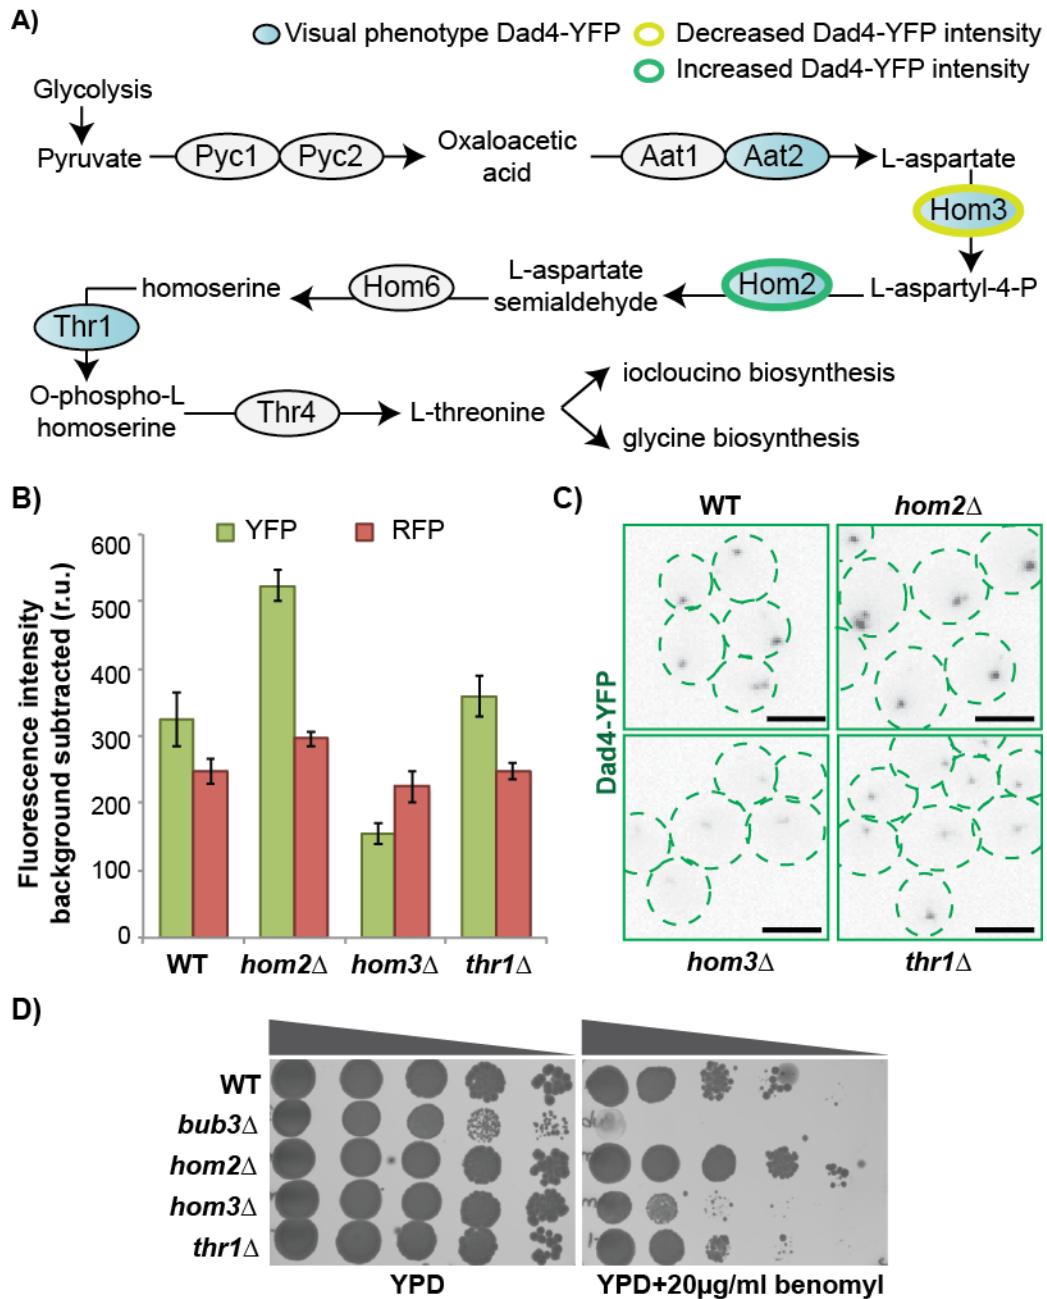 A)
Visual phenotype Dad4-YFP
Decreased Dad4-YFP intensity
Increased Dad4-YFP intensity
Glycolysis
Pyruvate
Pyc1
Pyc2
Oxaloacetic
acid
Aat1
Aat2
L-aspartate
Hom3
L-aspartyl-4-P
Hom2
L-aspartate
semialdehyde
Hom6
homoserine
Thr1
O-phospho-L
homoserine
Thr4
L-threonine
iocloucino biosynthesis
glycine biosynthesis
B)
YFP
RFP
Fluorescence intensity
background subtracted (r.u.)
600
500
400
300
200
100
0
WT
hom2Δ
hom3Δ
thr1Δ
C)
WT
hom2Δ
Dad4-YFP
hom3Δ
thr1Δ
D)
WT
bub3Δ
hom2Δ
hom3Δ
thr1Δ
YPD
YPD+20μg/ml benomyl